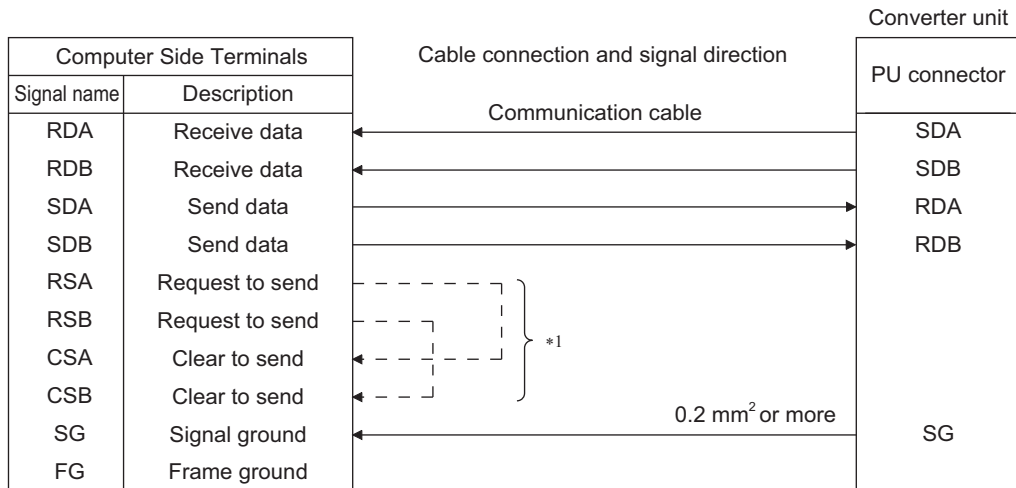 Converter unit
Computer Side Terminals
Cable connection and signal direction
PU connector
Signal name Description
Communication cable
RDA Receive data SDA
RDB Receive data SDB
SDA Send data RDA
SDB Send data RDB
RSA Request to send
RSB Request to send
*1
CSA Clear to send
CSB Clear to send
0.2 mm² or more
SG Signal ground SG
FG Frame ground